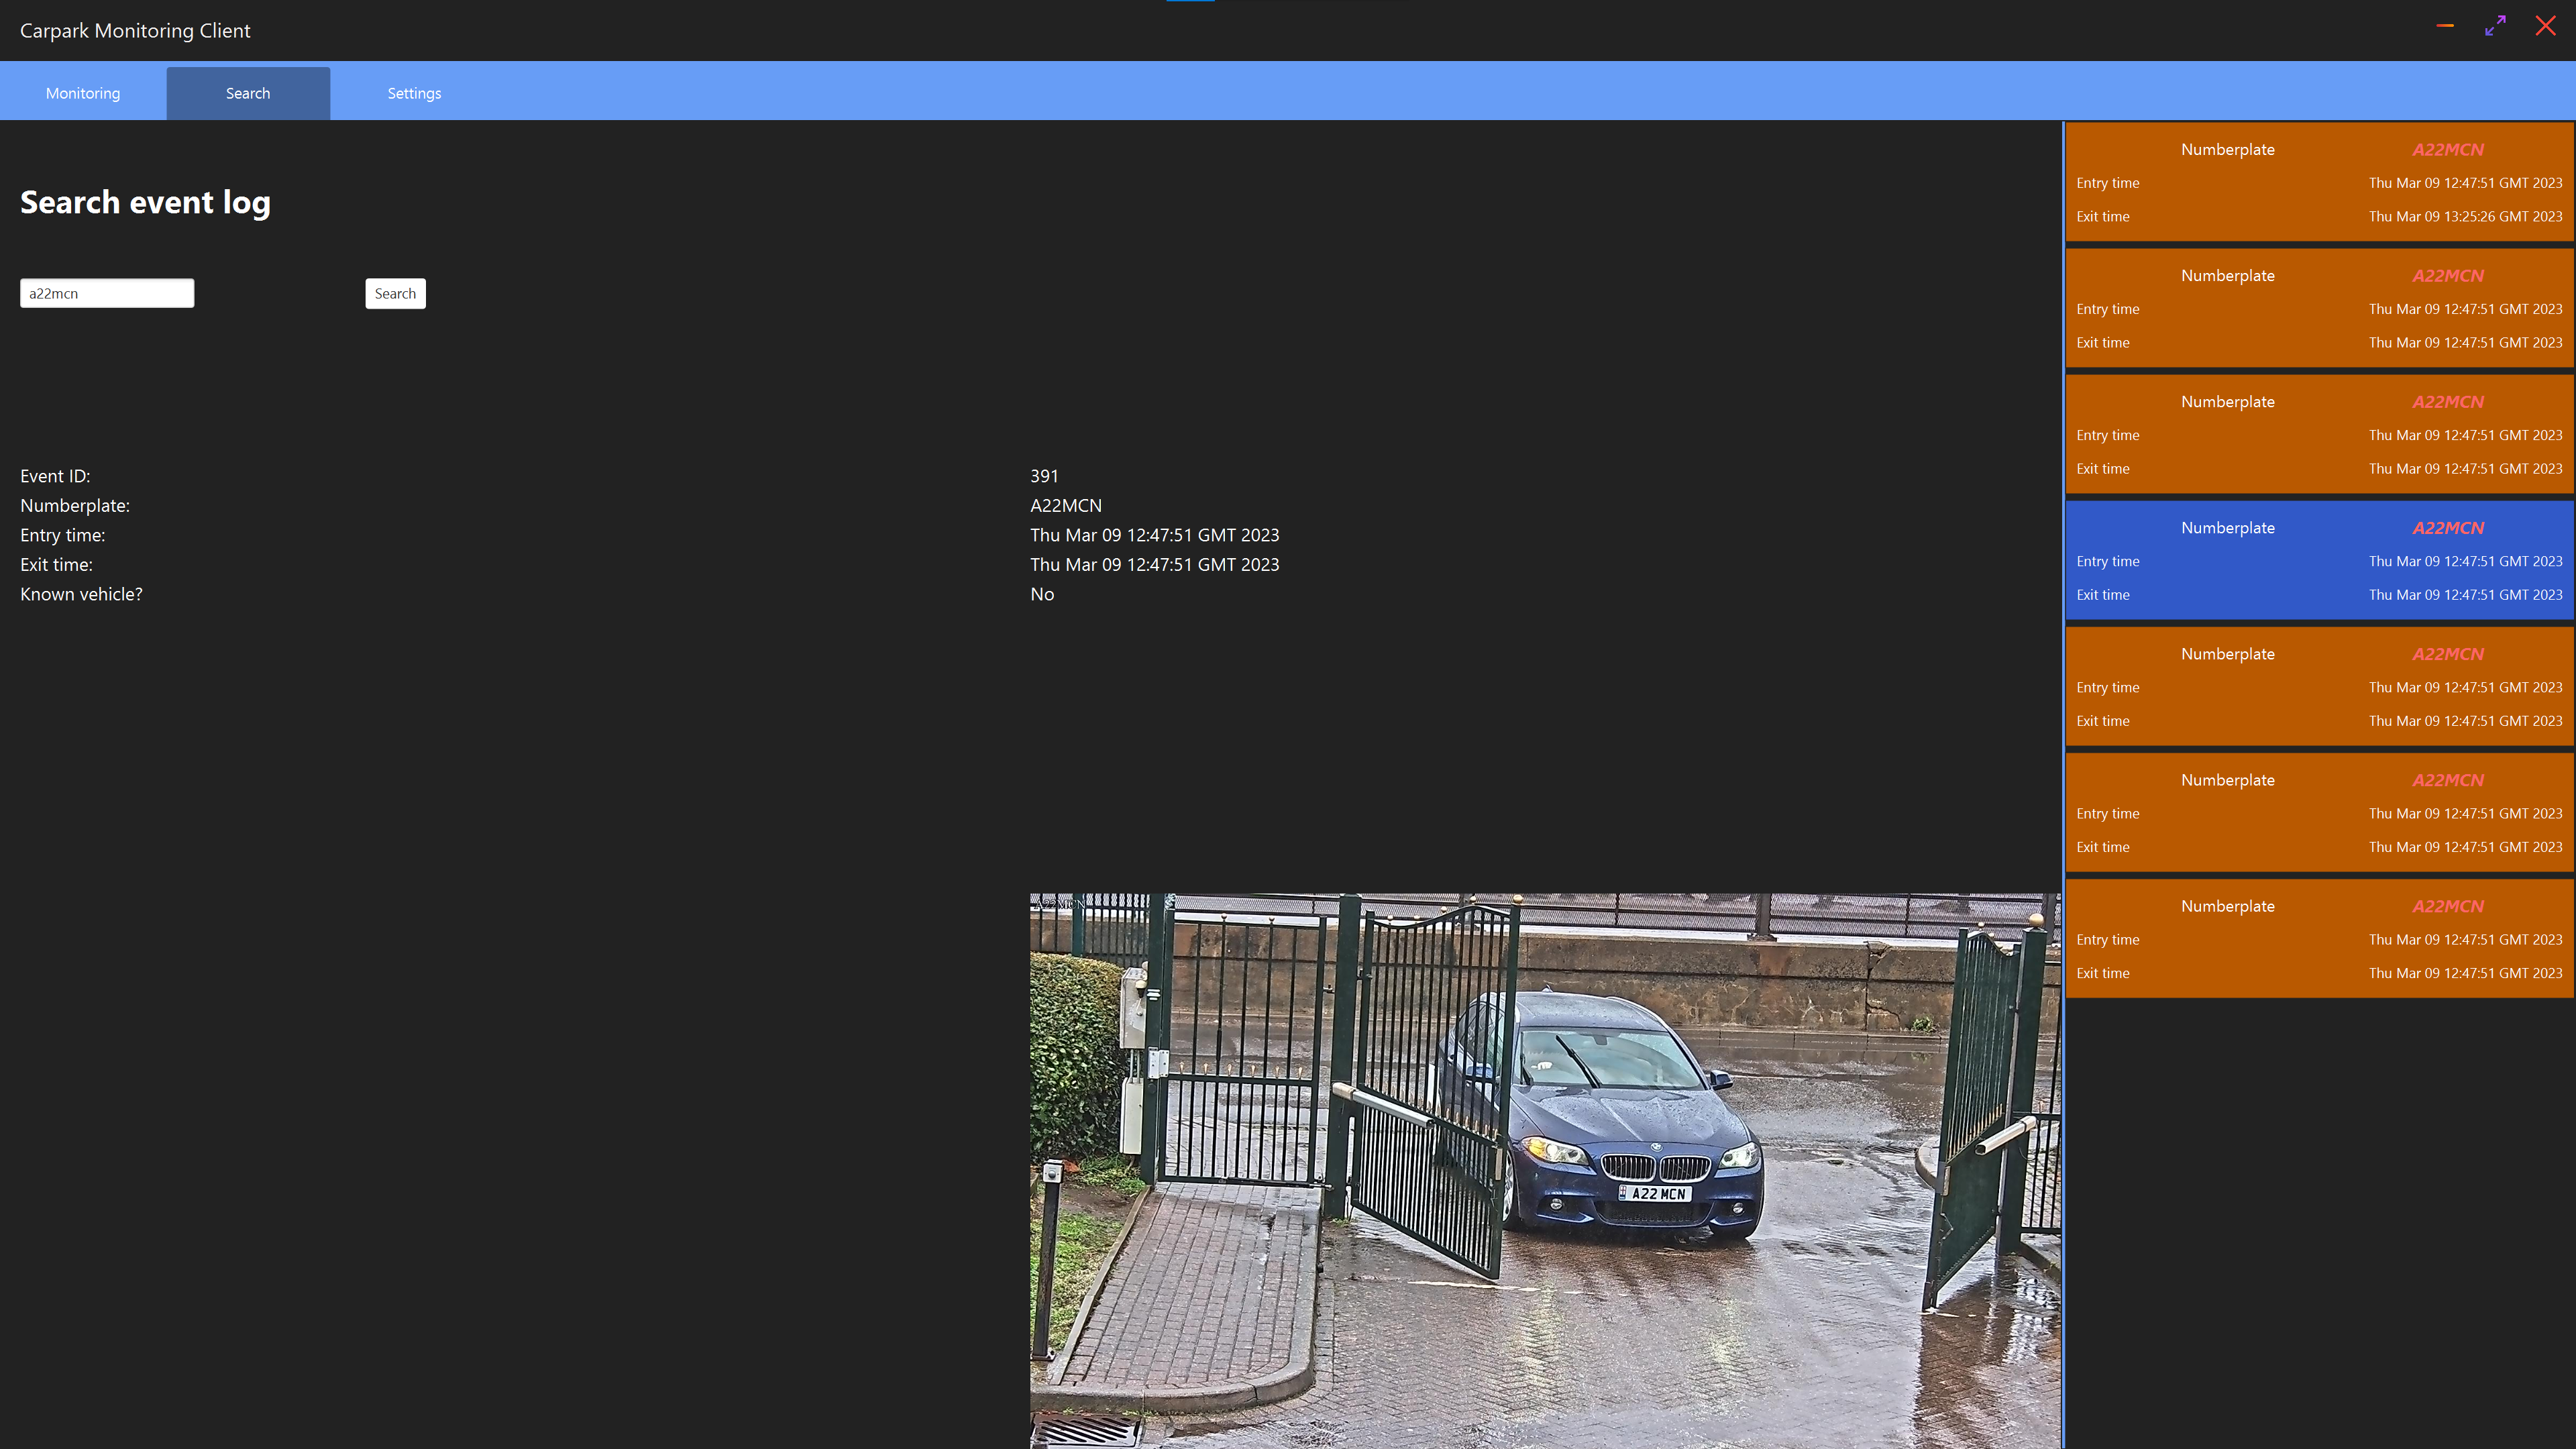 Carpark Monitoring Client
Monitoring Search Settings
Search event log
a22mcn Search
Event ID: 391
Numberplate: A22MCN
Entry time: Thu Mar 09 12:47:51 GMT 2023
Exit time: Thu Mar 09 12:47:51 GMT 2023
Known vehicle? No
A22MCN
A22 MCN
Numberplate A22MCN
Entry time Thu Mar 09 12:47:51 GMT 2023
Exit time Thu Mar 09 13:25:26 GMT 2023
Numberplate A22MCN
Entry time Thu Mar 09 12:47:51 GMT 2023
Exit time Thu Mar 09 12:47:51 GMT 2023
Numberplate A22MCN
Entry time Thu Mar 09 12:47:51 GMT 2023
Exit time Thu Mar 09 12:47:51 GMT 2023
Numberplate A22MCN
Entry time Thu Mar 09 12:47:51 GMT 2023
Exit time Thu Mar 09 12:47:51 GMT 2023
Numberplate A22MCN
Entry time Thu Mar 09 12:47:51 GMT 2023
Exit time Thu Mar 09 12:47:51 GMT 2023
Numberplate A22MCN
Entry time Thu Mar 09 12:47:51 GMT 2023
Exit time Thu Mar 09 12:47:51 GMT 2023
Numberplate A22MCN
Entry time Thu Mar 09 12:47:51 GMT 2023
Exit time Thu Mar 09 12:47:51 GMT 2023